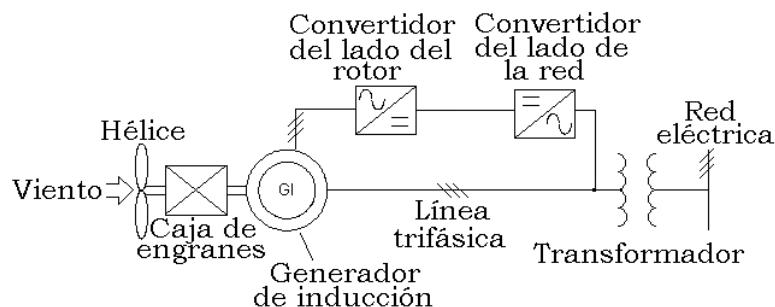 Convertidor
del lado del
rotor
Convertidor
del lado de
la red
Red
eléctrica
Hélice
Viento
GI
Caja de
engranes
Línea
trifásica
Transformador
Generador
de inducción